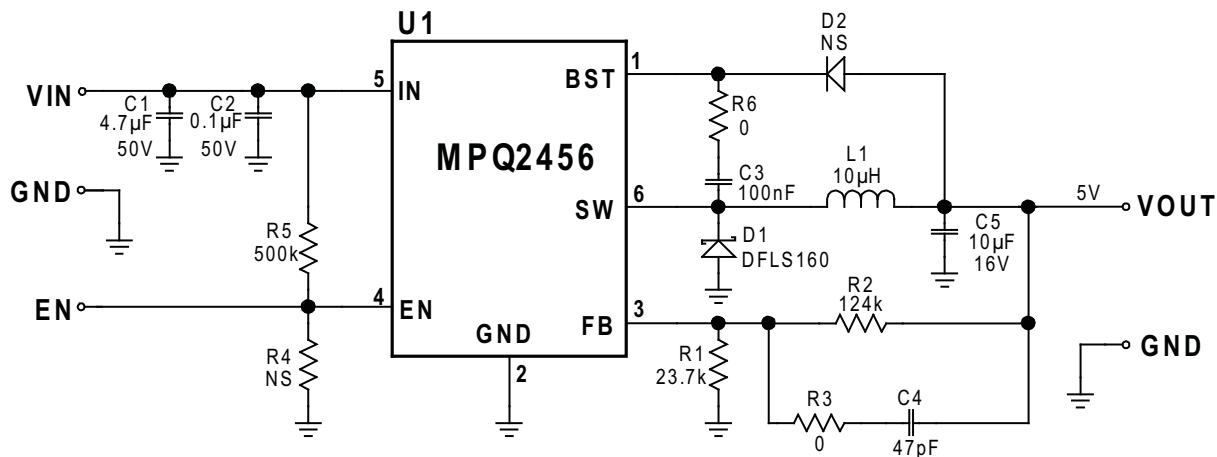 U1
D2
NS
1
BST
5
IN
VIN
C1
4.7µF
50V
C2
0.1µF
50V
R6
0
MPQ2456
L1
10µH
C3
100nF
GND
6
SW
5V
VOUT
R5
500k
D1
DFLS160
C5
10µF
16V
R2
124k
EN
4
EN
3
FB
GND
2
R4
NS
R1
23.7k
GND
R3
0
C4
47pF